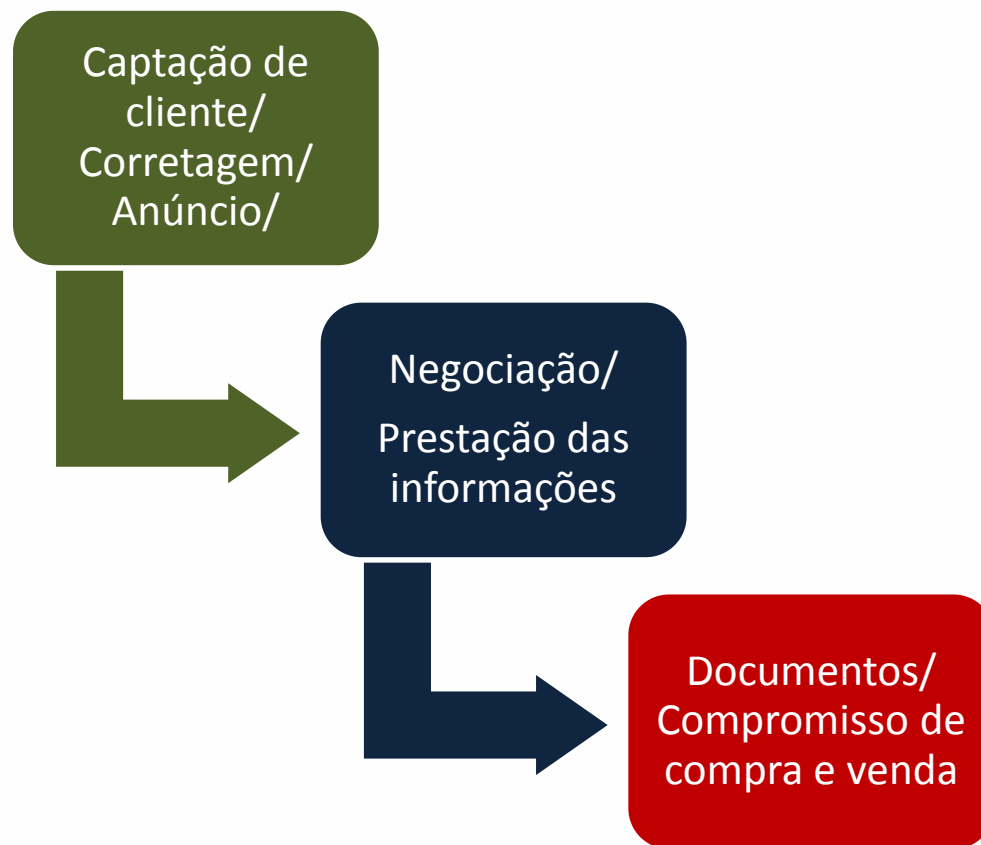 Captação de
cliente/
Corretagem/
Anúncio/
Negociação/
Prestação das
informações
Documentos/
Compromisso de
compra e venda